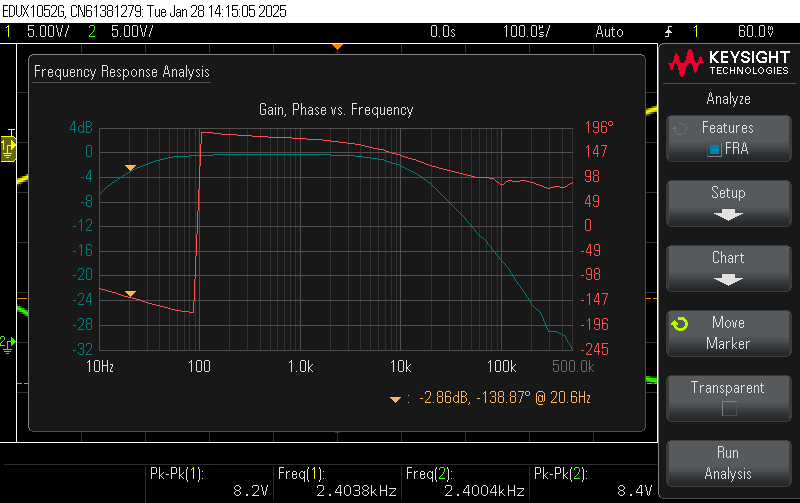 EDUX1052G, CN61381279: Tue Jan 28 14:15:05 2025
1 5.00V/ 2 5.00V/ 0.0s 100.0㎲/ Auto 1 60.0V
KEYSIGHT
TECHNOLOGIES
Analyze
Features
FRA
Setup
Chart
Move
Marker
Transparent
Run
Analysis
Frequency Response Analysis
Gain, Phase vs. Frequency
4dB 196°
0 147
-4 98
-8 49
-12 0
-16 -49
-20 -98
-24 -147
-28 -196
-32 -245
10Hz 100 1.0k 10k 100k 500.0k
: -2.86dB, -138.87° @ 20.6Hz
T
1
2
Pk-Pk(1): Freq(1): Freq(2): Pk-Pk(2):
8.2V 2.4038kHz 2.4004kHz 8.4V